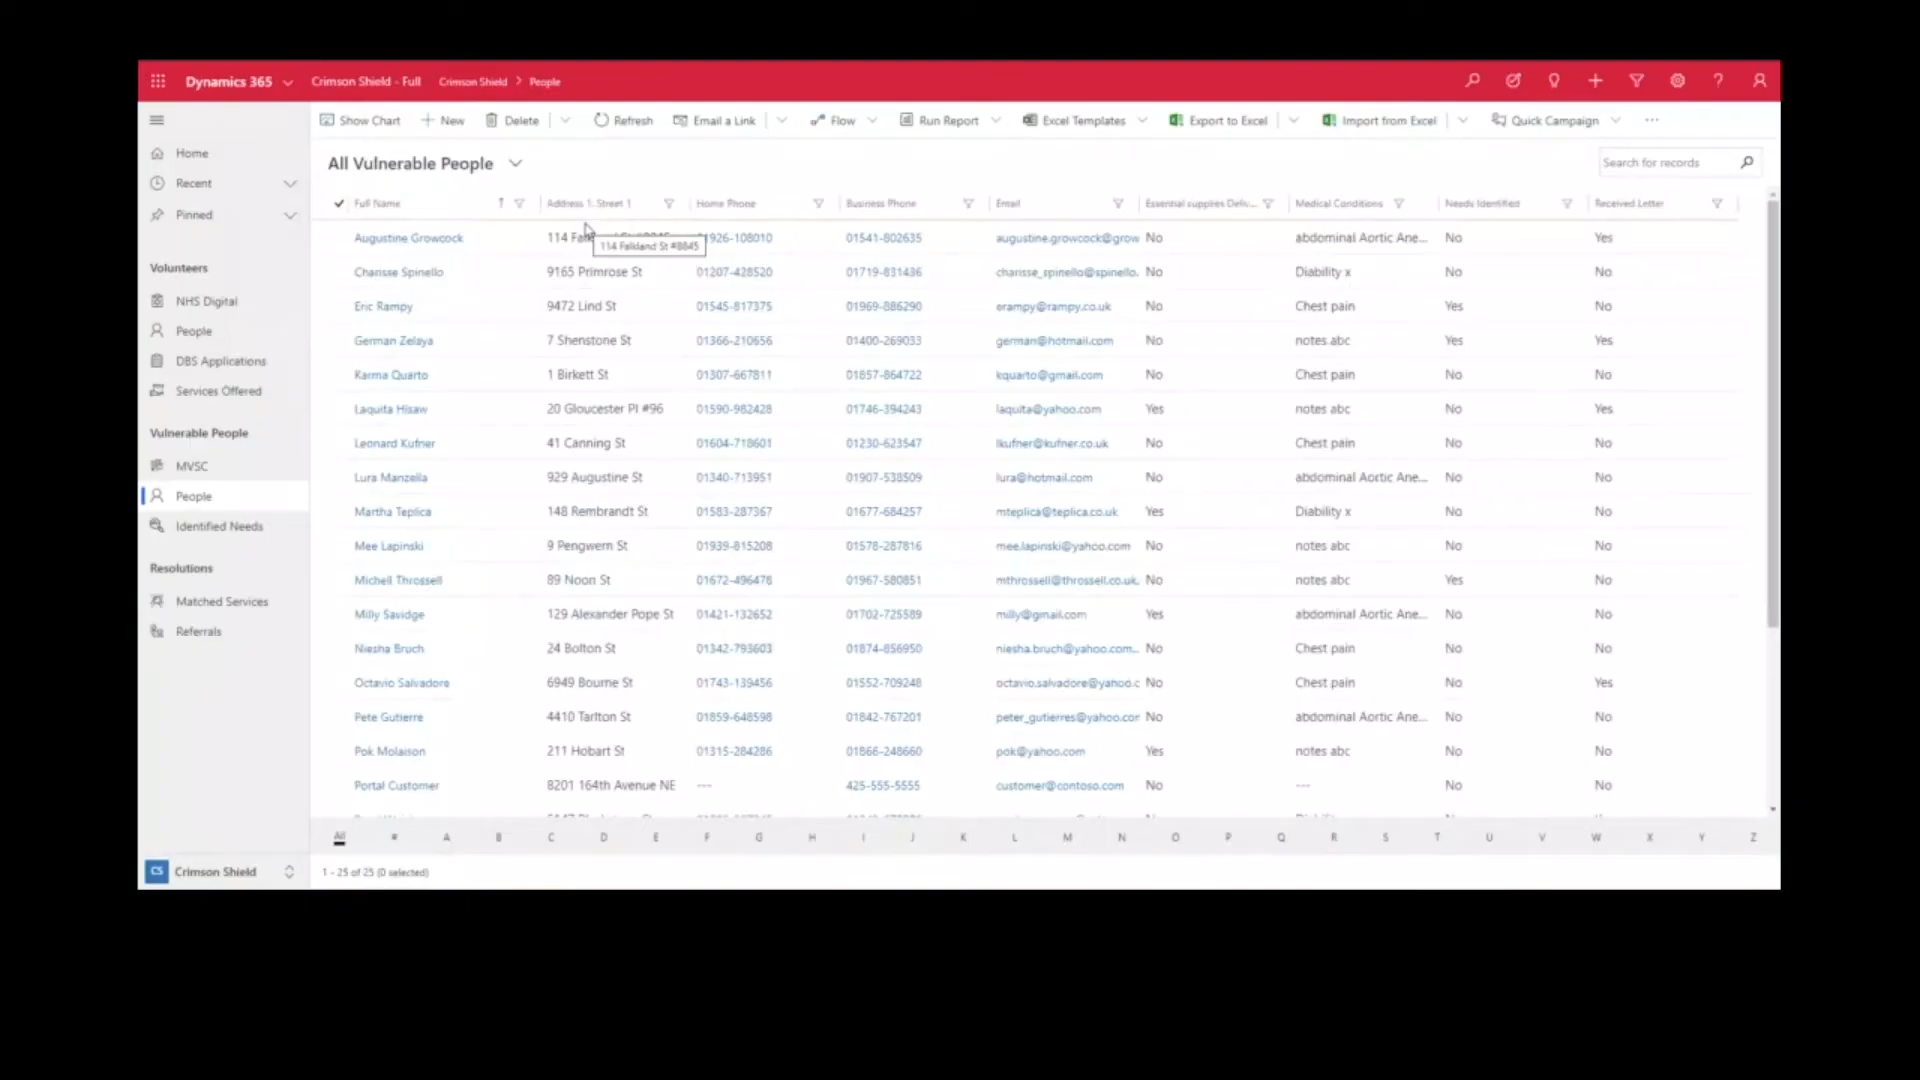 Dynamics 365 Crimson Shield - Full Crimson Shield > People
Show Chart New Delete Refresh Email a Link Flow Run Report Excel Templates Export to Excel Import from Excel Quick Campaign ...
Home
Recent
Pinned
Volunteers
NHS Digital
People
DBS Applications
Services Offered
Vulnerable People
MVSC
People
Identified Needs
Resolutions
Matched Services
Referrals
CS Crimson Shield
All Vulnerable People
Search for records
Full Name Address 1: Street 1 Home Phone Business Phone Email Essential supplies Deliv... Medical Conditions Needs Identified Received Letter
Augustine Growcock 114 01926-108010 01541-802635 augustine.growcock@grow No abdominal Aortic Ane... No Yes
114 Falkland St #8845
Charisse Spinello 9165 Primrose St 01207-428520 01719-831436 charisse_spinello@spinello. No Diability x No No
Eric Rampy 9472 Lind St 01545-817375 01969-886290 erampy@rampy.co.uk No Chest pain Yes No
German Zelaya 7 Shenstone St 01366-210656 01400-269033 german@hotmail.com No notes abc Yes Yes
Karma Quarto 1 Birkett St 01307-667811 01857-864722 kquarto@gmail.com No Chest pain No No
Laquita Hisaw 20 Gloucester Pl #96 01590-982428 01746-394243 laquita@yahoo.com Yes notes abc No Yes
Leonard Kufner 41 Canning St 01604-718601 01230-623547 lkufner@kufner.co.uk No Chest pain No No
Lura Manzella 929 Augustine St 01340-713951 01907-538509 lura@hotmail.com No abdominal Aortic Ane... No No
Martha Teplica 148 Rembrandt St 01583-287367 01677-684257 mteplica@teplica.co.uk Yes Diability x No No
Mee Lapinski 9 Pengwern St 01939-815208 01578-287816 mee.lapinski@yahoo.com No notes abc No No
Michell Throssell 89 Noon St 01672-496478 01967-580851 mthrossell@throssell.co.uk. No notes abc Yes No
Milly Savidge 129 Alexander Pope St 01421-132652 01702-725589 milly@gmail.com Yes abdominal Aortic Ane... No No
Niesha Bruch 24 Bolton St 01342-793603 01874-856950 niesha.bruch@yahoo.com... No Chest pain No No
Octavio Salvadore 6949 Bourne St 01743-139456 01552-709248 octavio.salvadore@yahoo.c No Chest pain No Yes
Pete Gutierre 4410 Tarlton St 01859-648598 01842-767201 peter_gutierres@yahoo.cor No abdominal Aortic Ane... No No
Pok Molaison 211 Hobart St 01315-284286 01866-248660 pok@yahoo.com Yes notes abc No No
Portal Customer 8201 164th Avenue NE --- 425-555-5555 customer@contoso.com No --- No No
All # A B C D E F G H I J K L M N O P Q R S T U V W X Y Z
1 - 25 of 25 (0 selected)